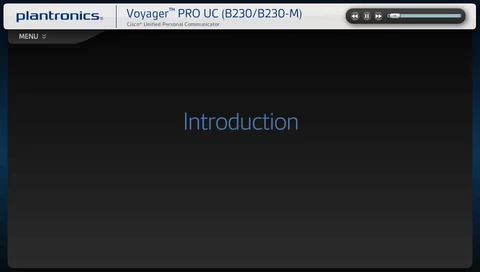 plantronics®
Voyager™ PRO UC (B230/B230-M)
Cisco® Unified Personal Communicator
MENU
Introduction